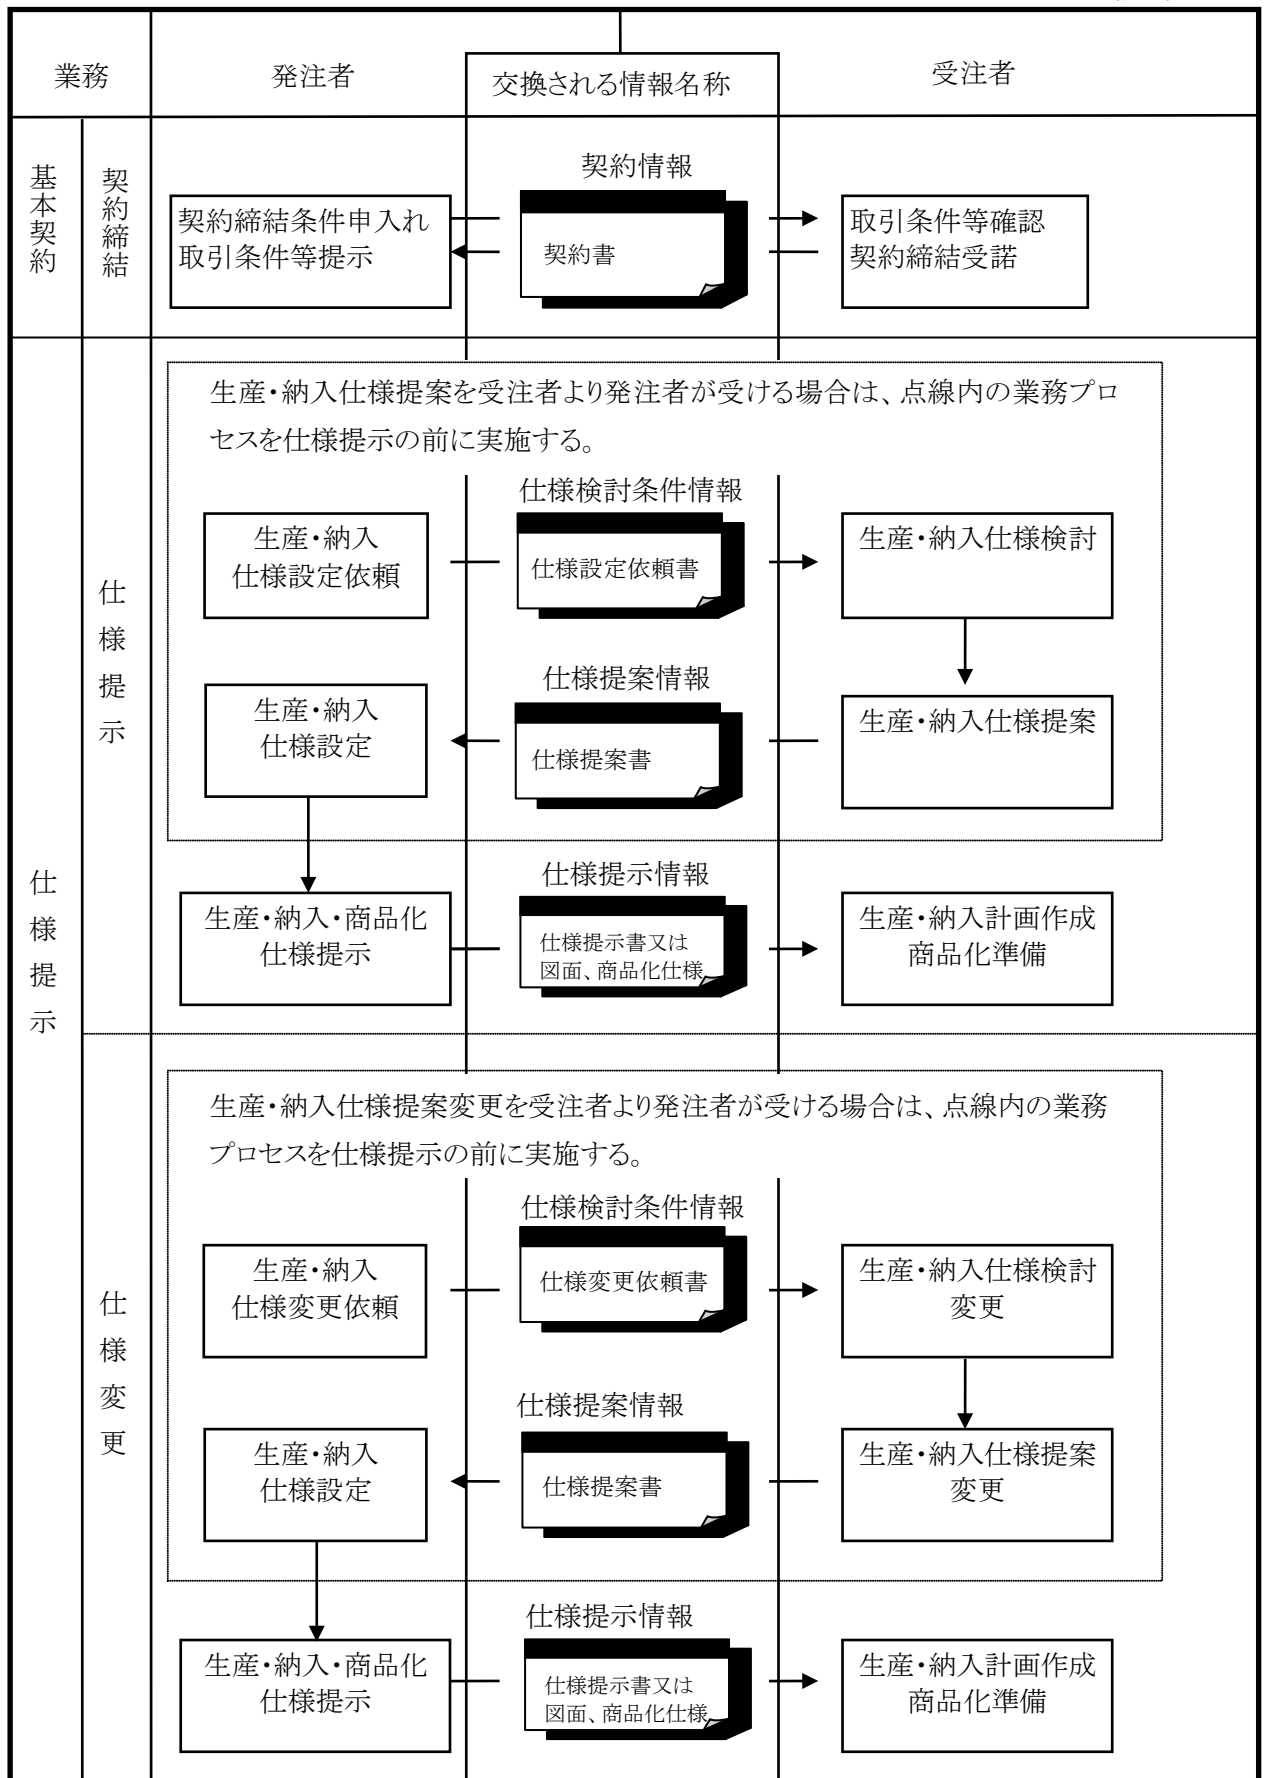 業務
発注者
交換される情報名称
受注者
基本契約
契約締結
契約情報
契約締結条件申入れ
取引条件等提示
契約書
取引条件等確認
契約締結受諾
仕様提示
仕様提示
生産・納入仕様提案を受注者より発注者が受ける場合は、点線内の業務プロ
セスを仕様提示の前に実施する。
仕様検討条件情報
生産・納入
仕様設定依頼
仕様設定依頼書
生産・納入仕様検討
仕様提案情報
生産・納入
仕様設定
仕様提案書
生産・納入仕様提案
仕様提示情報
生産・納入・商品化
仕様提示
仕様提示書又は
図面、商品化仕様
生産・納入計画作成
商品化準備
仕様変更
生産・納入仕様提案変更を受注者より発注者が受ける場合は、点線内の業務
プロセスを仕様提示の前に実施する。
仕様検討条件情報
生産・納入
仕様変更依頼
仕様変更依頼書
生産・納入仕様検討
変更
仕様提案情報
生産・納入
仕様設定
仕様提案書
生産・納入仕様提案
変更
仕様提示情報
生産・納入・商品化
仕様提示
仕様提示書又は
図面、商品化仕様
生産・納入計画作成
商品化準備